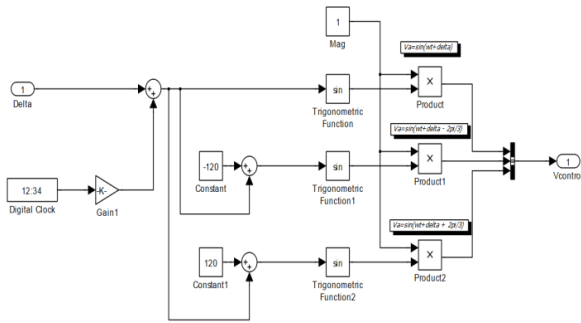 1
Mag
Va=sin(wt+delta)
1
Delta
+
+
sin
Trigonometric
Function
×
Product
Va=sin(wt+delta - 2pi/3)
12:34
Digital Clock
-K-
Gain1
-120
Constant
+
+
sin
Trigonometric
Function1
×
Product1
1
Vcontro
Va=sin(wt+delta + 2pi/3)
120
Constant1
+
+
sin
Trigonometric
Function2
×
Product2